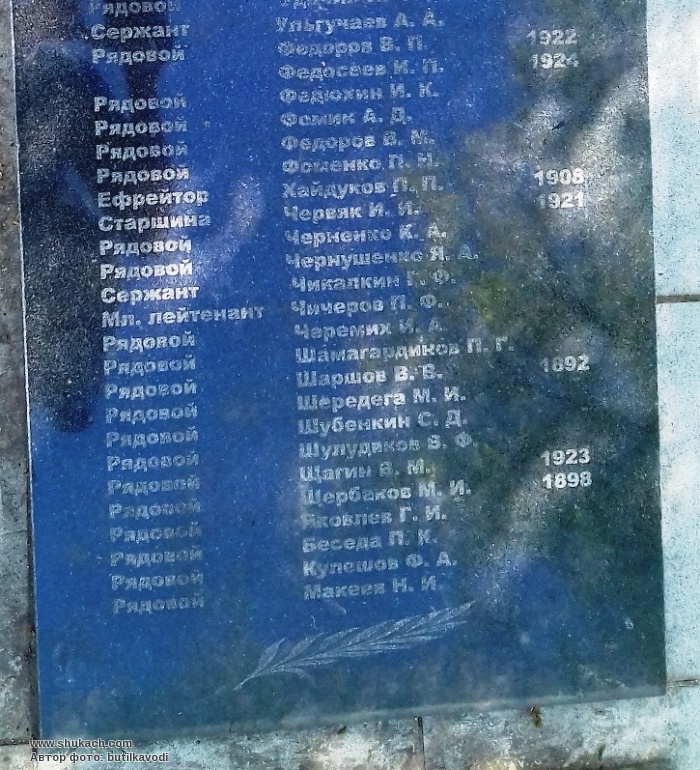 Рядовой
Сержант Ульгучаев А. А.
Рядовой Федоров В. П. 1922
Федосеев И. П. 1924
Рядовой Федюхин И. К.
Рядовой Фомин А. Д.
Рядовой Федоров В. М.
Рядовой Фоменко П. Н.
Ефрейтор Хайдуков П. П. 1908
Старшина Червяк И. И. 1921
Рядовой Черненко К. А.
Рядовой Чернушенко Я. А.
Сержант Чикалкин Г. Ф.
Мл. лейтенант Чичеров П. Ф.
Рядовой Черемих И. А.
Рядовой Шамагардинов П. Г.
Рядовой Шаршов В. В. 1892
Рядовой Шередега М. И.
Рядовой Шубенкин С. Д.
Рядовой Шулудяков В. Ф.
Рядовой Щагин В. М. 1923
Рядовой Щербаков М. И. 1898
Рядовой Яковлев Г. И.
Рядовой Беседа П. К.
Рядовой Кулешов Ф. А.
Рядовой Макеев Н. И
www.shukach.com
Автор фото: butilkavodi